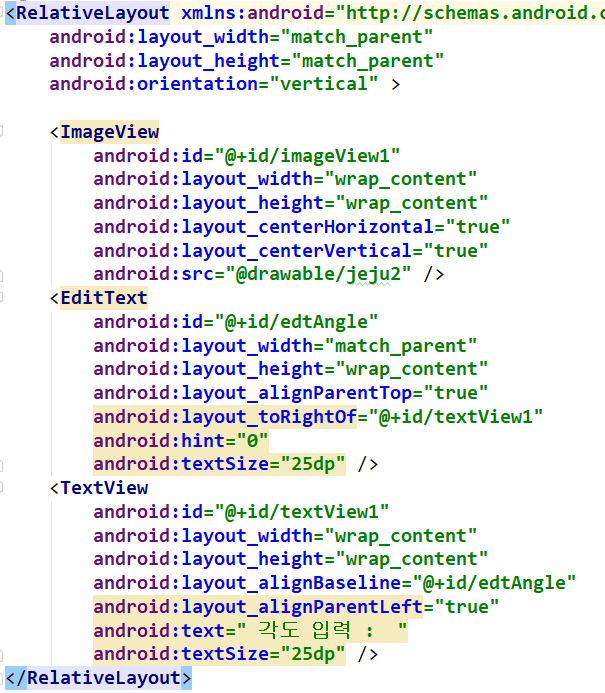 <RelativeLayout xmlns:android="http://schemas.android.c
    android:layout_width="match_parent"
    android:layout_height="match_parent"
    android:orientation="vertical" >

    <ImageView
        android:id="@+id/imageView1"
        android:layout_width="wrap_content"
        android:layout_height="wrap_content"
        android:layout_centerHorizontal="true"
        android:layout_centerVertical="true"
        android:src="@drawable/jeju2" />
    <EditText
        android:id="@+id/edtAngle"
        android:layout_width="match_parent"
        android:layout_height="wrap_content"
        android:layout_alignParentTop="true"
        android:layout_toRightOf="@+id/textView1"
        android:hint="0"
        android:textSize="25dp" />
    <TextView
        android:id="@+id/textView1"
        android:layout_width="wrap_content"
        android:layout_height="wrap_content"
        android:layout_alignBaseline="@+id/edtAngle"
        android:layout_alignParentLeft="true"
        android:text=" 각도 입력 :  "
        android:textSize="25dp" />
</RelativeLayout>